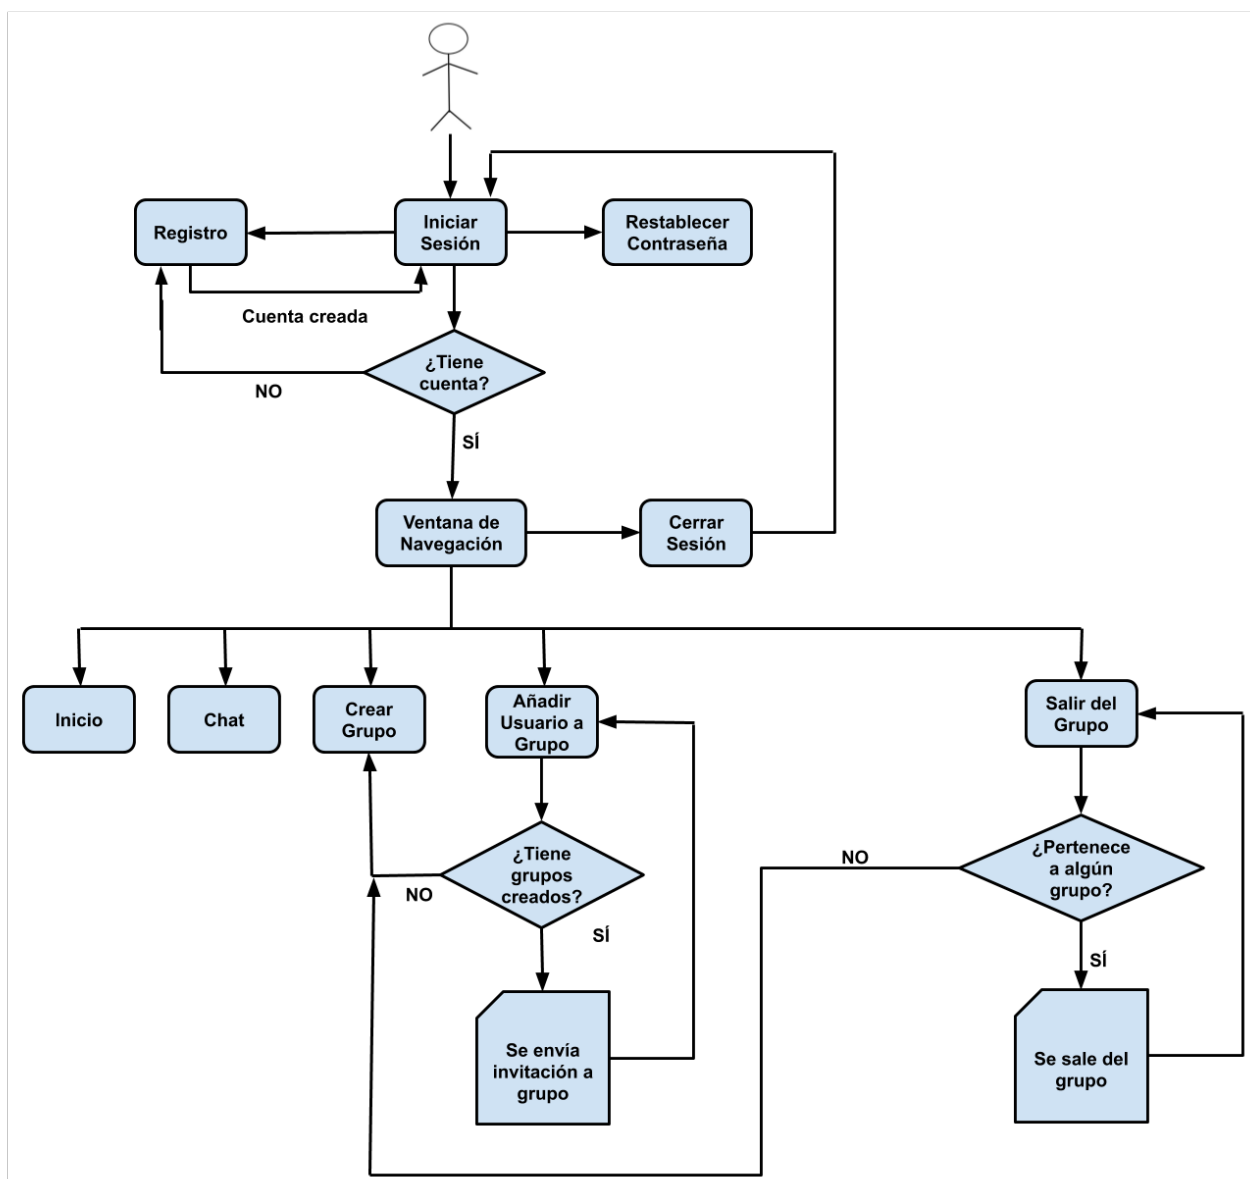 Registro
Iniciar
Sesión
Restablecer
Contraseña
Cuenta creada
¿Tiene
cuenta?
NO
SÍ
Ventana de
Navegación
Cerrar
Sesión
Inicio
Chat
Crear
Grupo
Añadir
Usuario a
Grupo
Salir del
Grupo
¿Tiene
grupos
creados?
NO
SÍ
NO
¿Pertenece
a algún
grupo?
SÍ
Se envía
invitación a
grupo
Se sale del
grupo